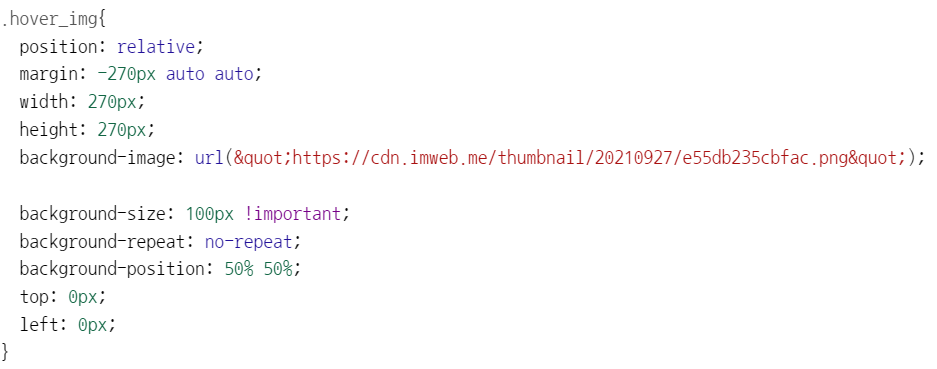 .hover_img{
position: relative;
margin: -270px auto auto;
width: 270px;
height: 270px;
background-image: url(&quot;https://cdn.imweb.me/thumbnail/20210927/e55db235cbfac.png&quot;);
background-size: 100px !important;
background-repeat: no-repeat;
background-position: 50% 50%;
top: 0px;
left: 0px;
}